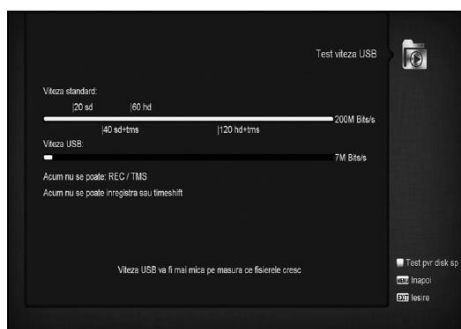 Test viteza USB
Viteza standard:
|20 sd |60 hd
200M Bits/s
|40 sd+tms |120 hd+tms
Viteza USB:
7M Bits/s
Acum nu se poate: REC / TMS
Acum nu se poate inregistra sau timeshift
Viteza USB va fi mai mica pe masura ce fisierele cresc
Test pvr disk sp
MENU Inapoi
EXIT Iesire